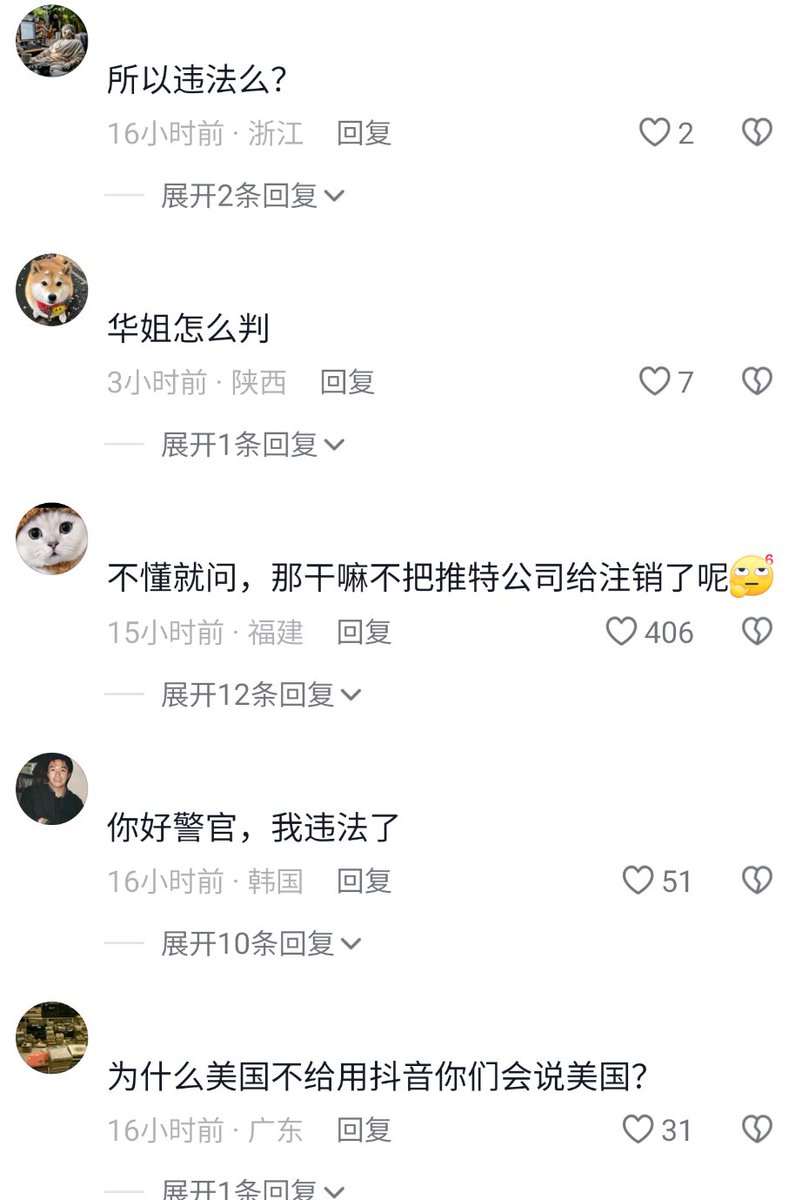 所以违法么？
16小时前 · 浙江 回复 2
展开2条回复
华姐怎么判
3小时前 · 陕西 回复 7
展开1条回复
不懂就问，那干嘛不把推特公司给注销了呢
15小时前 · 福建 回复 406
展开12条回复
你好警官，我违法了
16小时前 · 韩国 回复 51
展开10条回复
为什么美国不给用抖音你们会说美国？
16小时前 · 广东 回复 31
展开1条回复